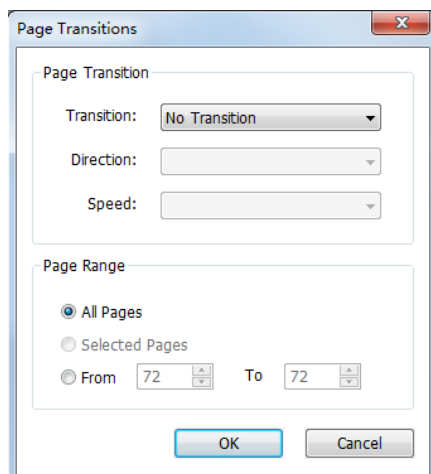 Page Transitions
Page Transition
Transition: No Transition
Direction:
Speed:
Page Range
All Pages
Selected Pages
From 72 To 72
OK Cancel